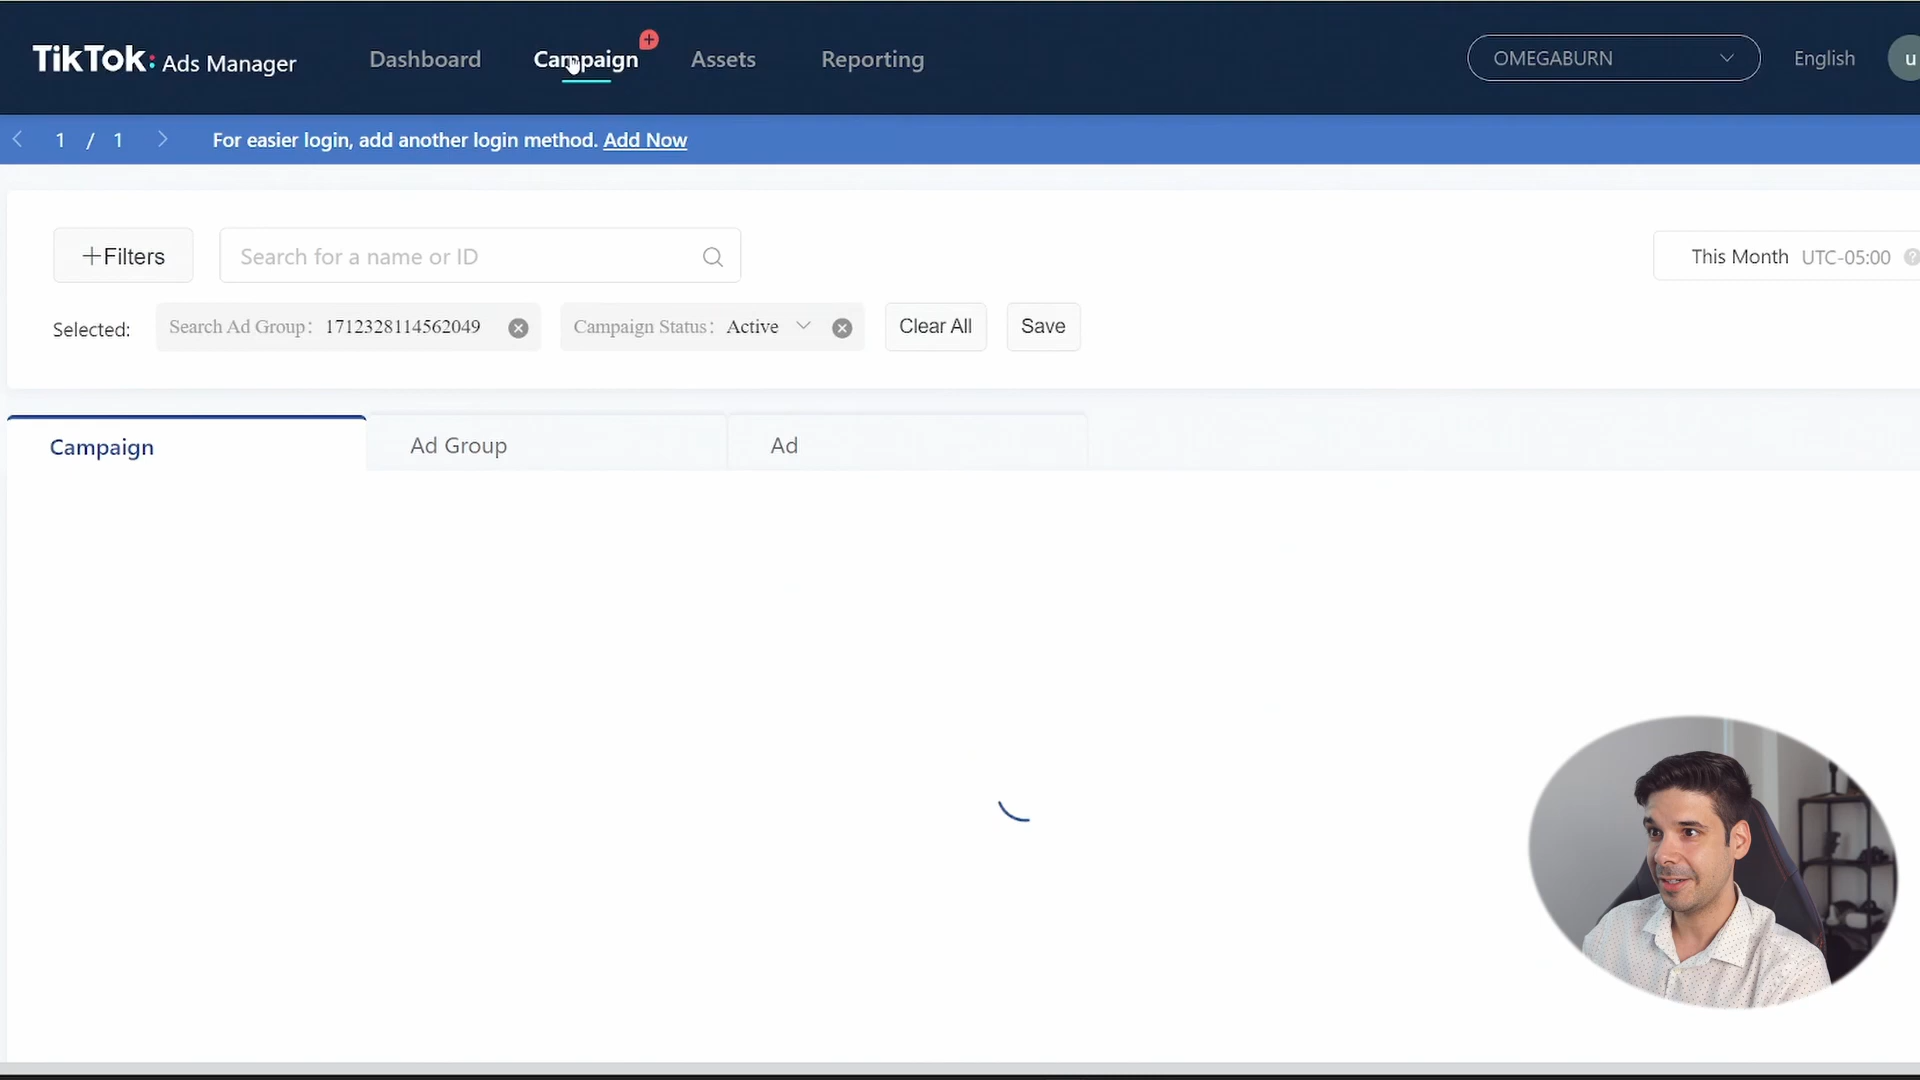 TikTok: Ads Manager
Dashboard
Campaign
Assets
Reporting
OMEGABURN
English
u
1 / 1
For easier login, add another login method. Add Now
+Filters
Search for a name or ID
This Month UTC-05:00 ?
Selected:
Search Ad Group: 1712328114562049
Campaign Status: Active
Clear All
Save
Campaign
Ad Group
Ad